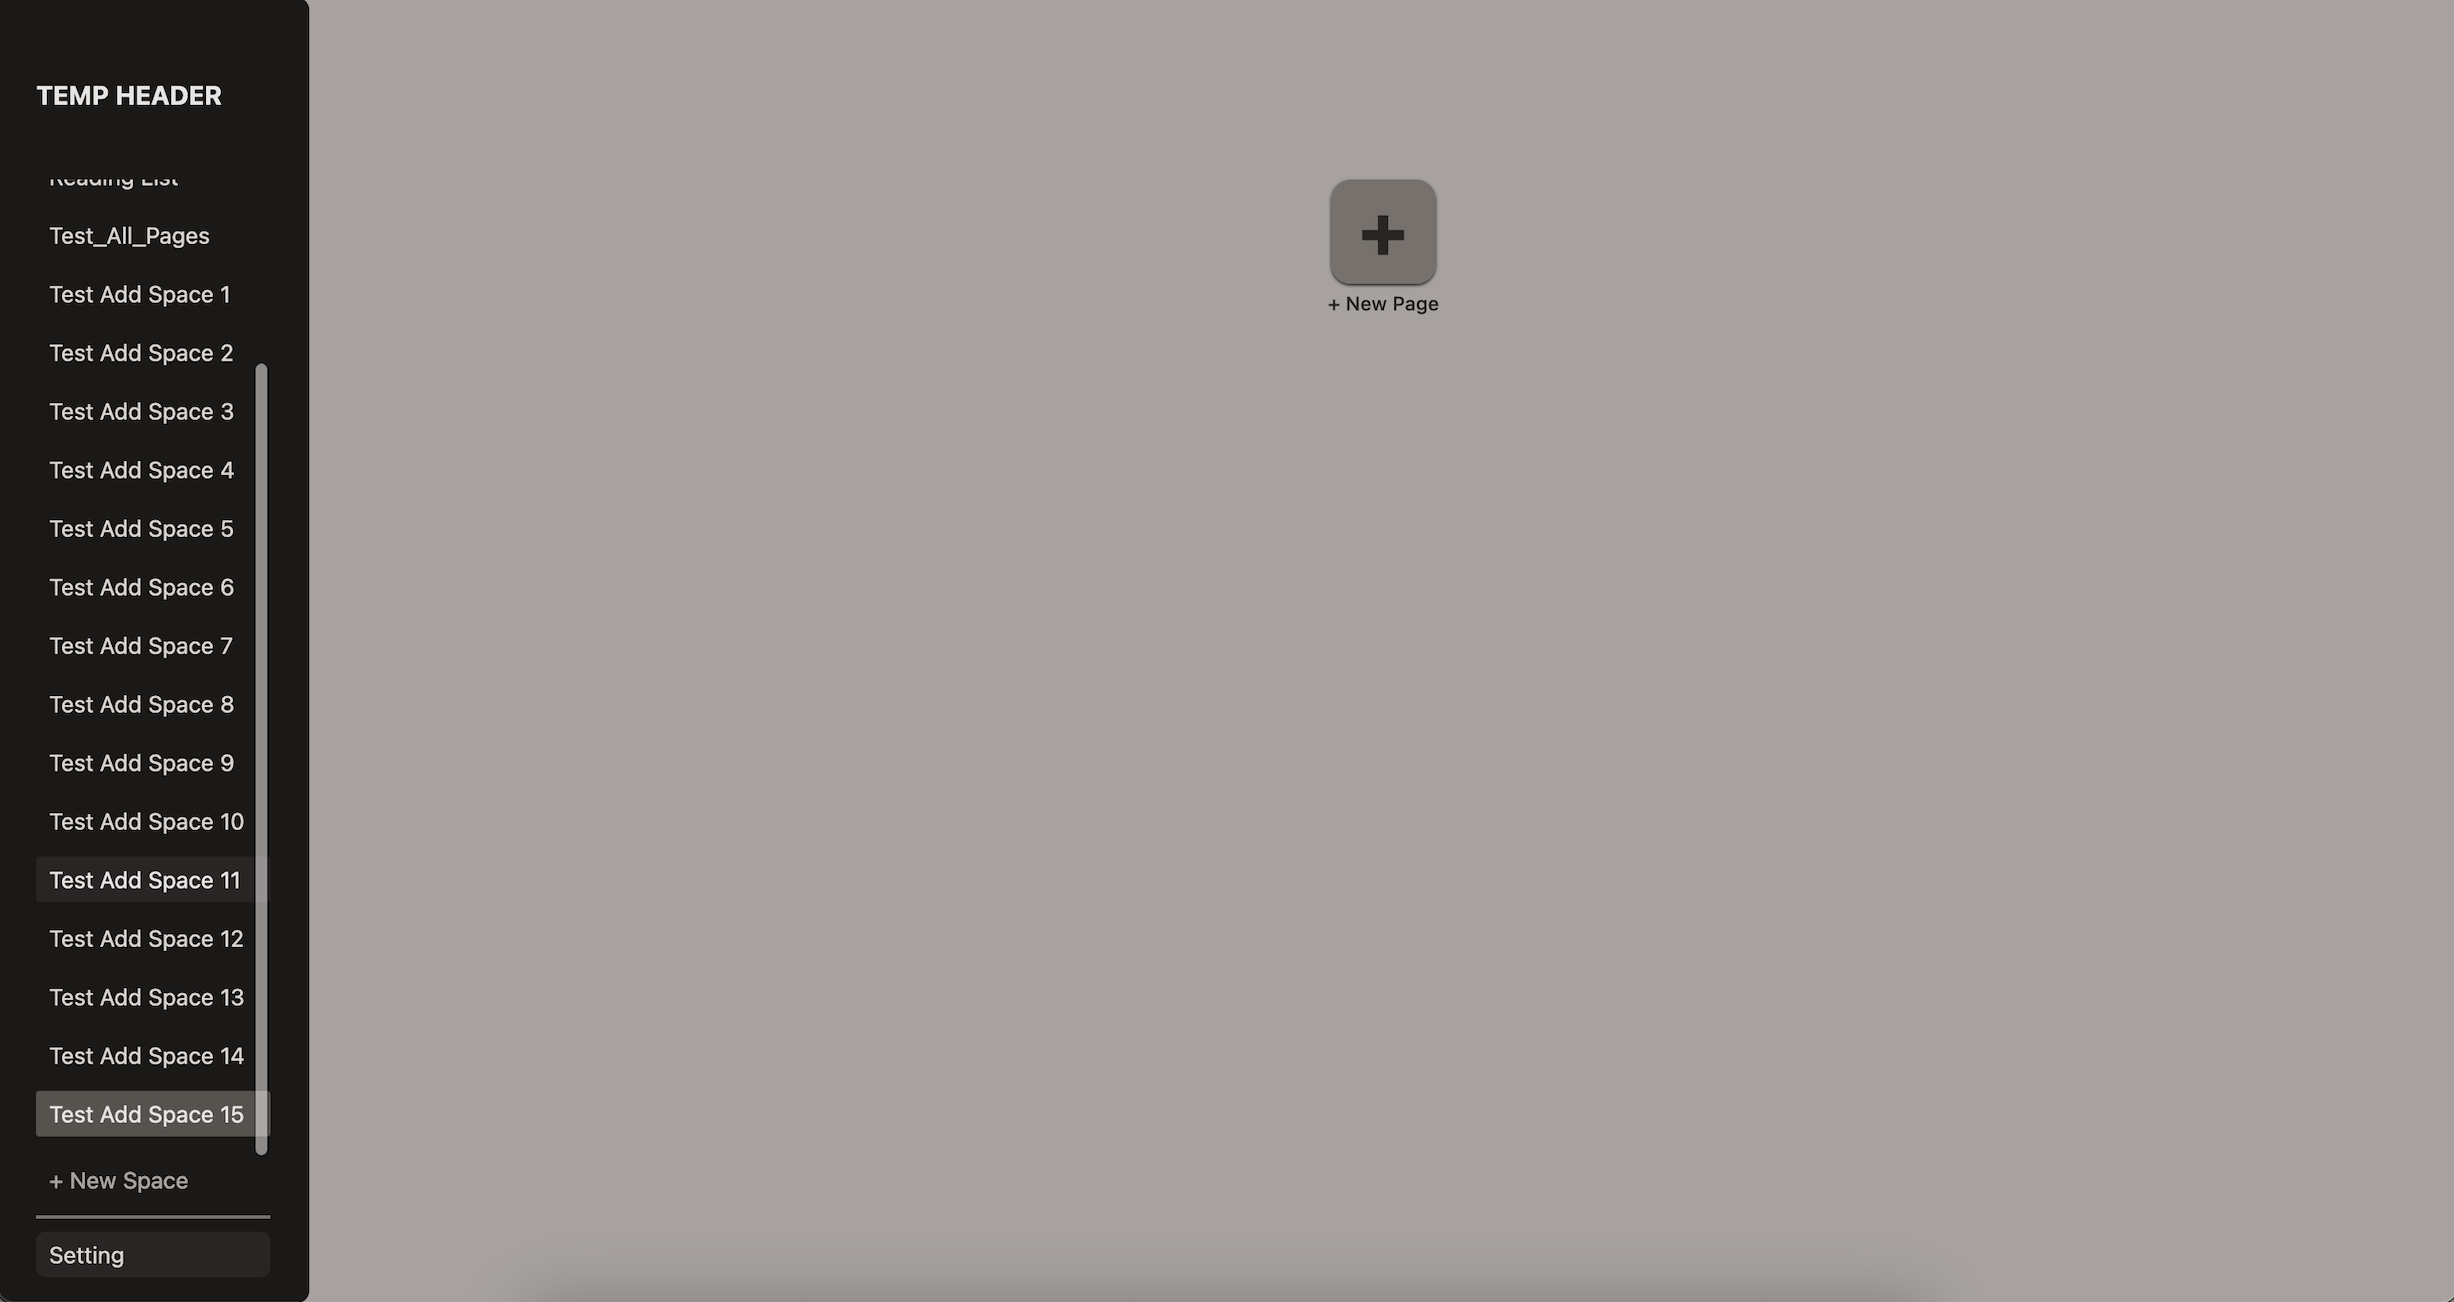 TEMP HEADER
Reading List
Test_All_Pages
Test Add Space 1
Test Add Space 2
Test Add Space 3
Test Add Space 4
Test Add Space 5
Test Add Space 6
Test Add Space 7
Test Add Space 8
Test Add Space 9
Test Add Space 10
Test Add Space 11
Test Add Space 12
Test Add Space 13
Test Add Space 14
Test Add Space 15
+ New Space
Setting
+ New Page